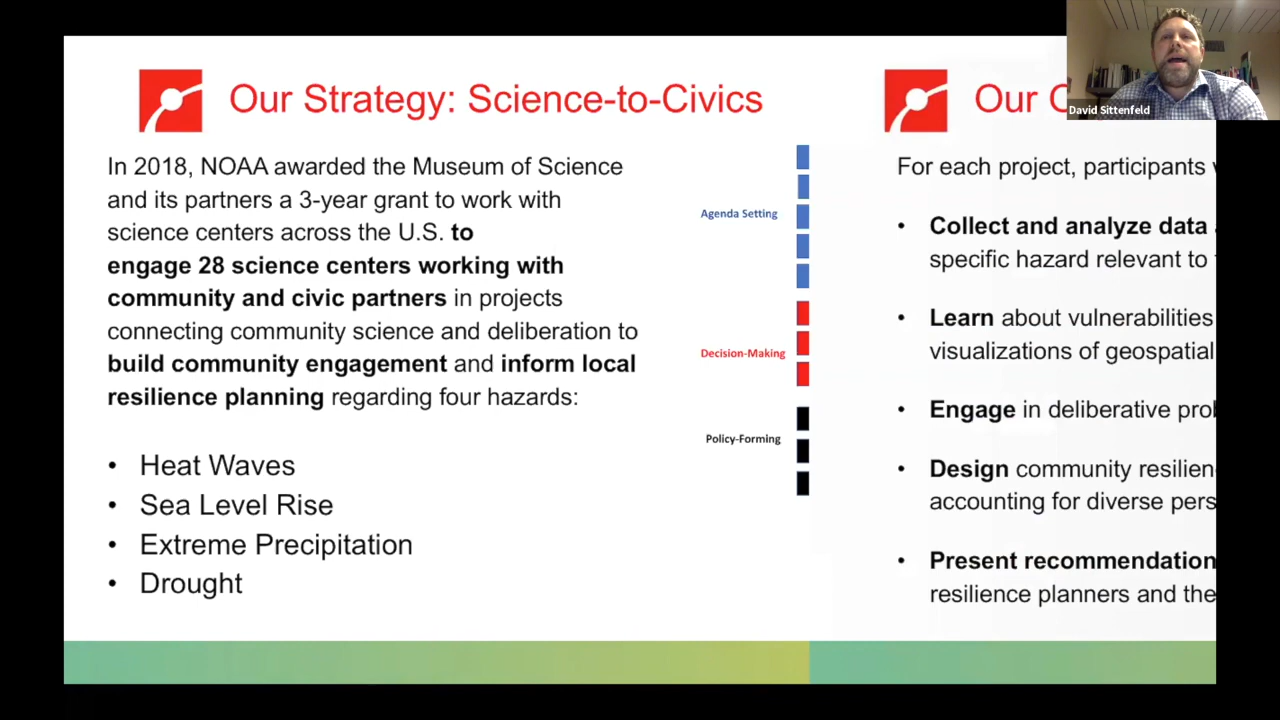 Our Strategy: Science-to-Civics
In 2018, NOAA awarded the Museum of Science
and its partners a 3-year grant to work with
science centers across the U.S. to
engage 28 science centers working with
community and civic partners in projects
connecting community science and deliberation to
build community engagement and inform local
resilience planning regarding four hazards:
• Heat Waves
• Sea Level Rise
• Extreme Precipitation
• Drought
Agenda Setting
Decision-Making
Policy-Forming
Our
For each project, participants
• Collect and analyze data
specific hazard relevant to
• Learn about vulnerabilities
visualizations of geospatial
• Engage in deliberative
• Design community
accounting for diverse
• Present
resilience planners and
David Sittenfeld